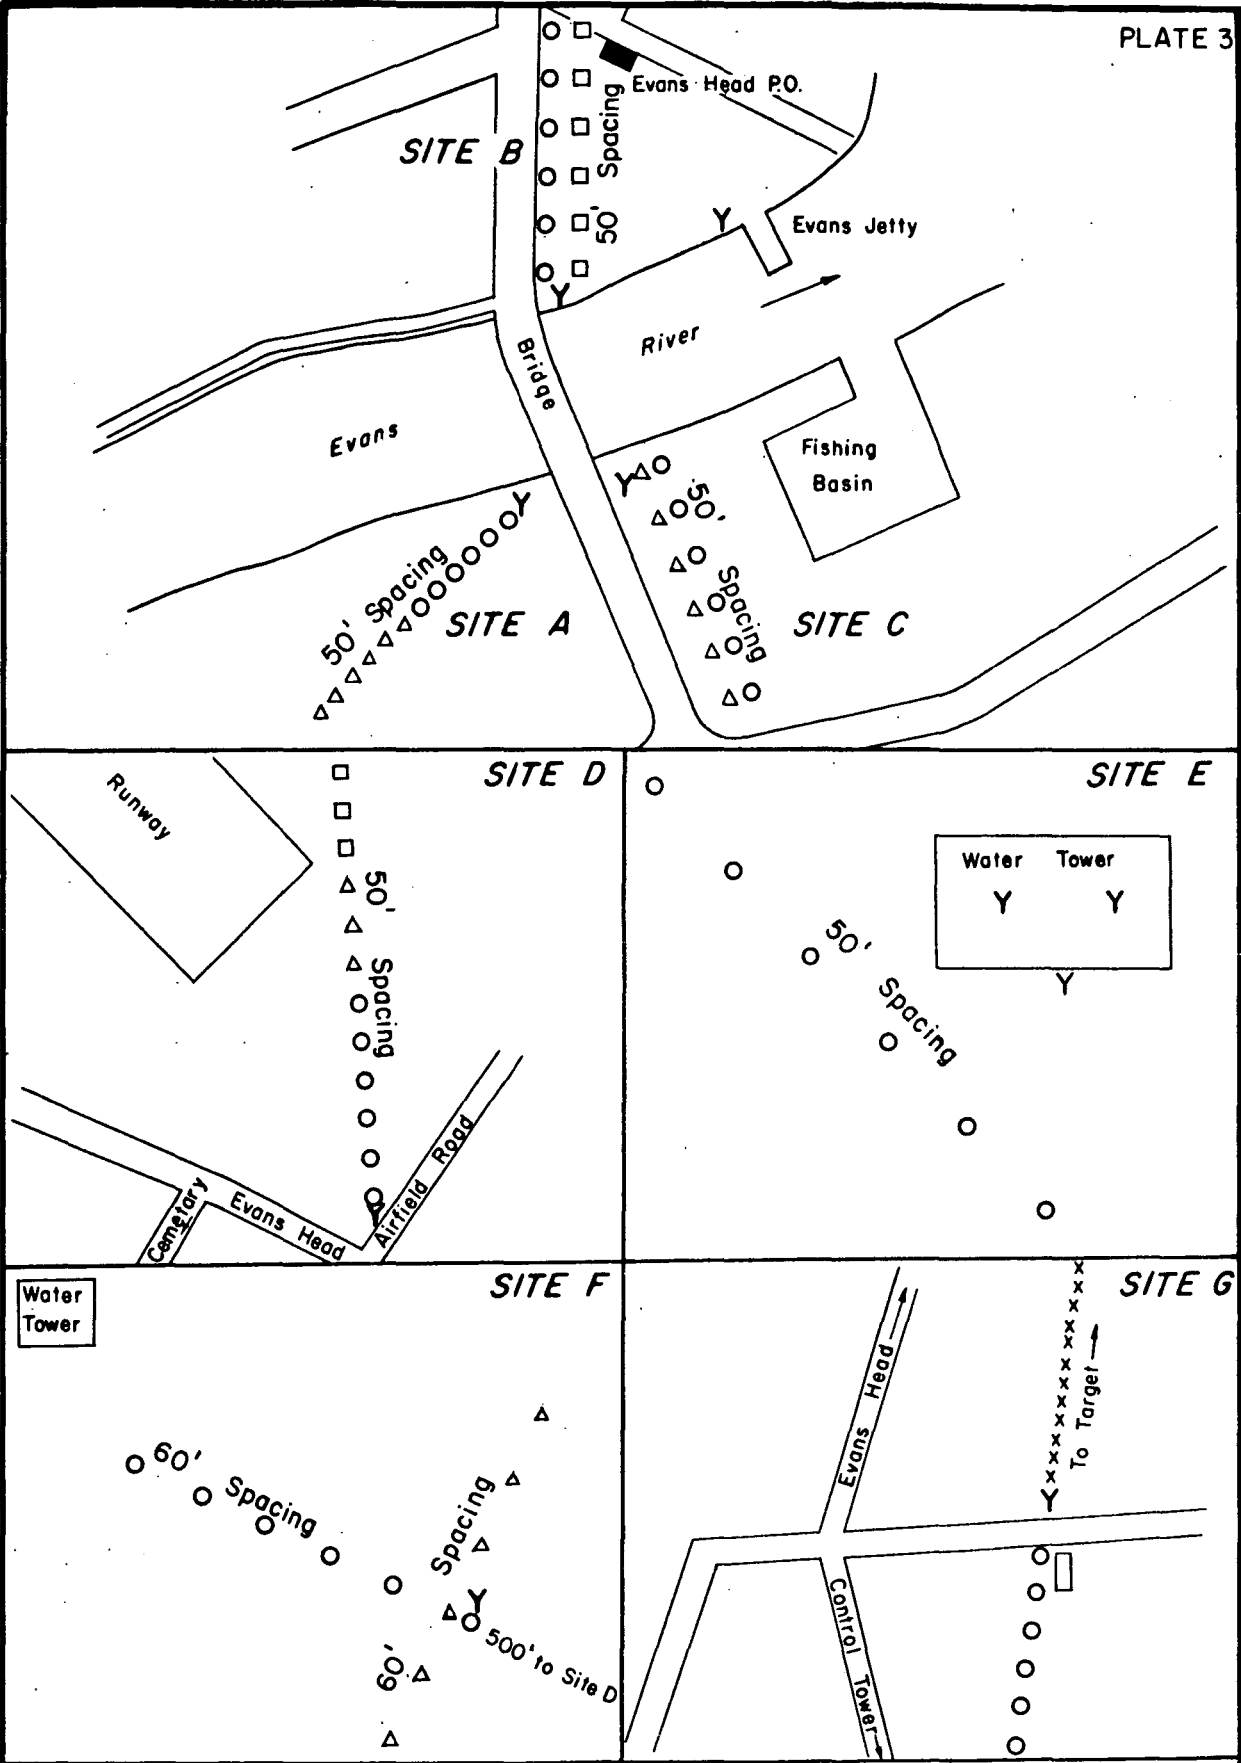 PLATE 3
Evans Head P.O.
SITE B
50' Spacing
Evans Jetty
River
Bridge
Evans
Fishing
Basin
50' Spacing
50' Spacing
SITE A
SITE C
SITE D
Runway
50' Spacing
Airfield Road
Cemetary
Evans Head
SITE E
Water Tower
50' Spacing
SITE F
Water
Tower
60' Spacing
Spacing
60'
500' to Site D
SITE G
Evans Head
To Target
Control Tower